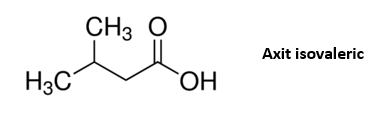 CH3 O
Axit isovaleric
H3C OH